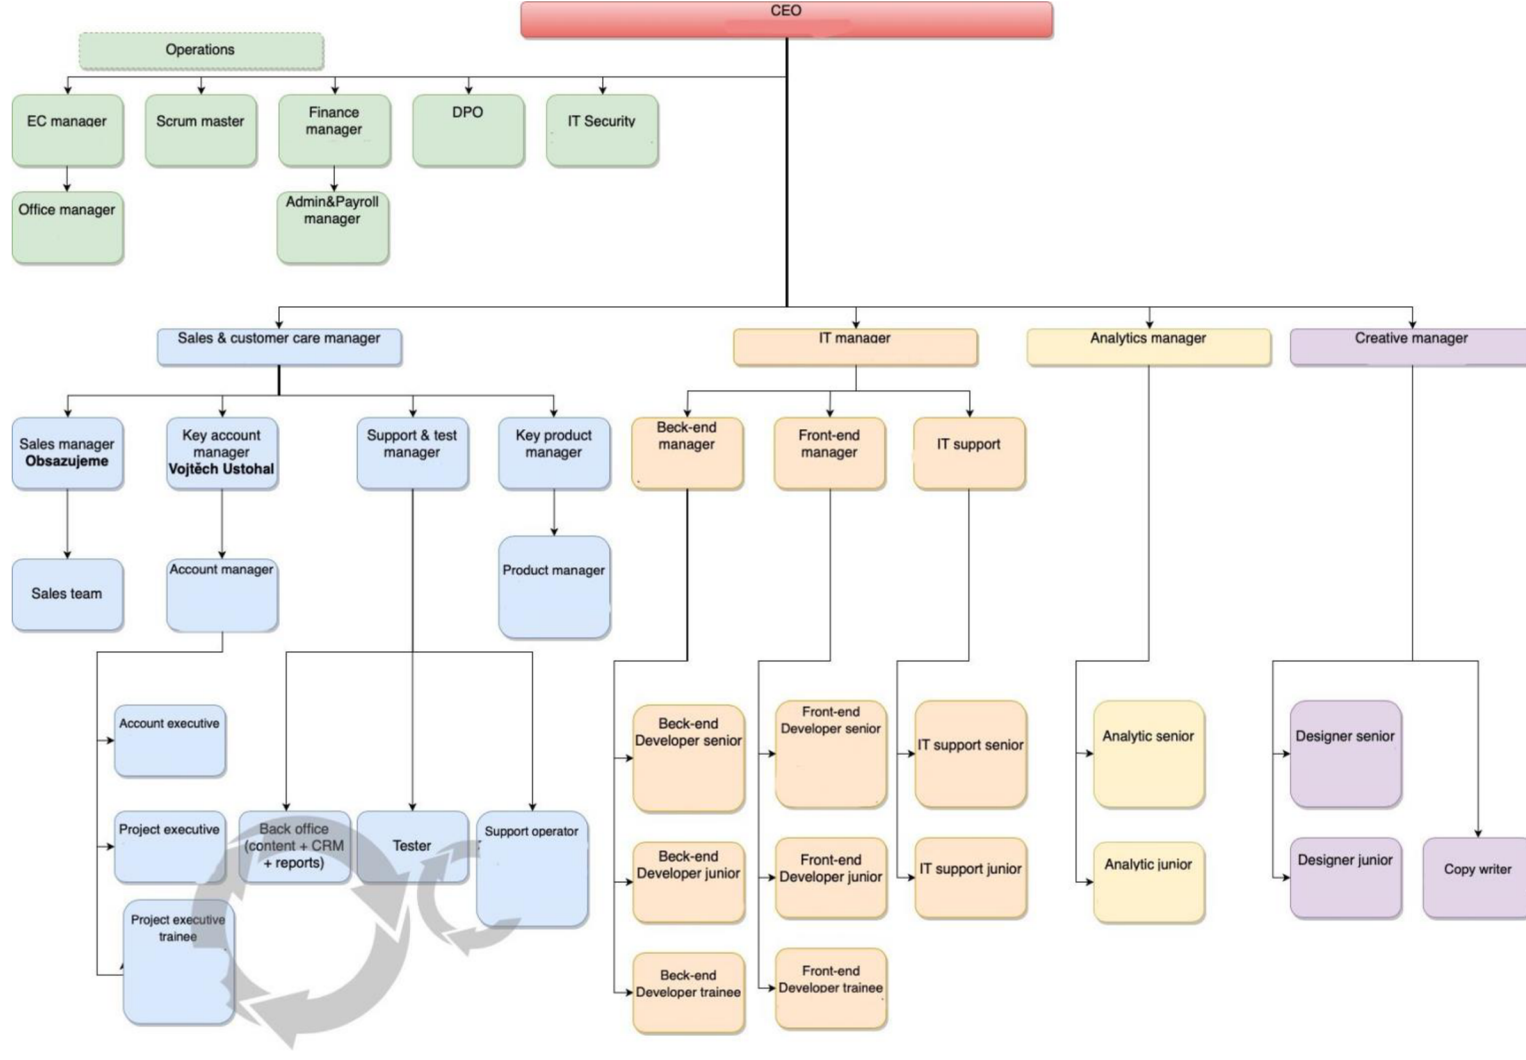 CEO
Operations
EC manager
Scrum master
Finance
manager
DPO
IT Security
Office manager
Admin&Payroll
manager
Sales & customer care manager
IT manager
Analytics manager
Creative manager
Sales manager
Obsazujeme
Key account
manager
Vojtěch Ustohal
Support & test
manager
Key product
manager
Beck-end
manager
Front-end
manager
IT support
Sales team
Account manager
Product manager
Account executive
Beck-end
Developer senior
Front-end
Developer senior
IT support senior
Analytic senior
Designer senior
Project executive
Back office
(content + CRM
+ reports)
Tester
Support operator
Beck-end
Developer junior
Front-end
Developer junior
IT support junior
Analytic junior
Designer junior
Copy writer
Project executive
trainee
Beck-end
Developer trainee
Front-end
Developer trainee